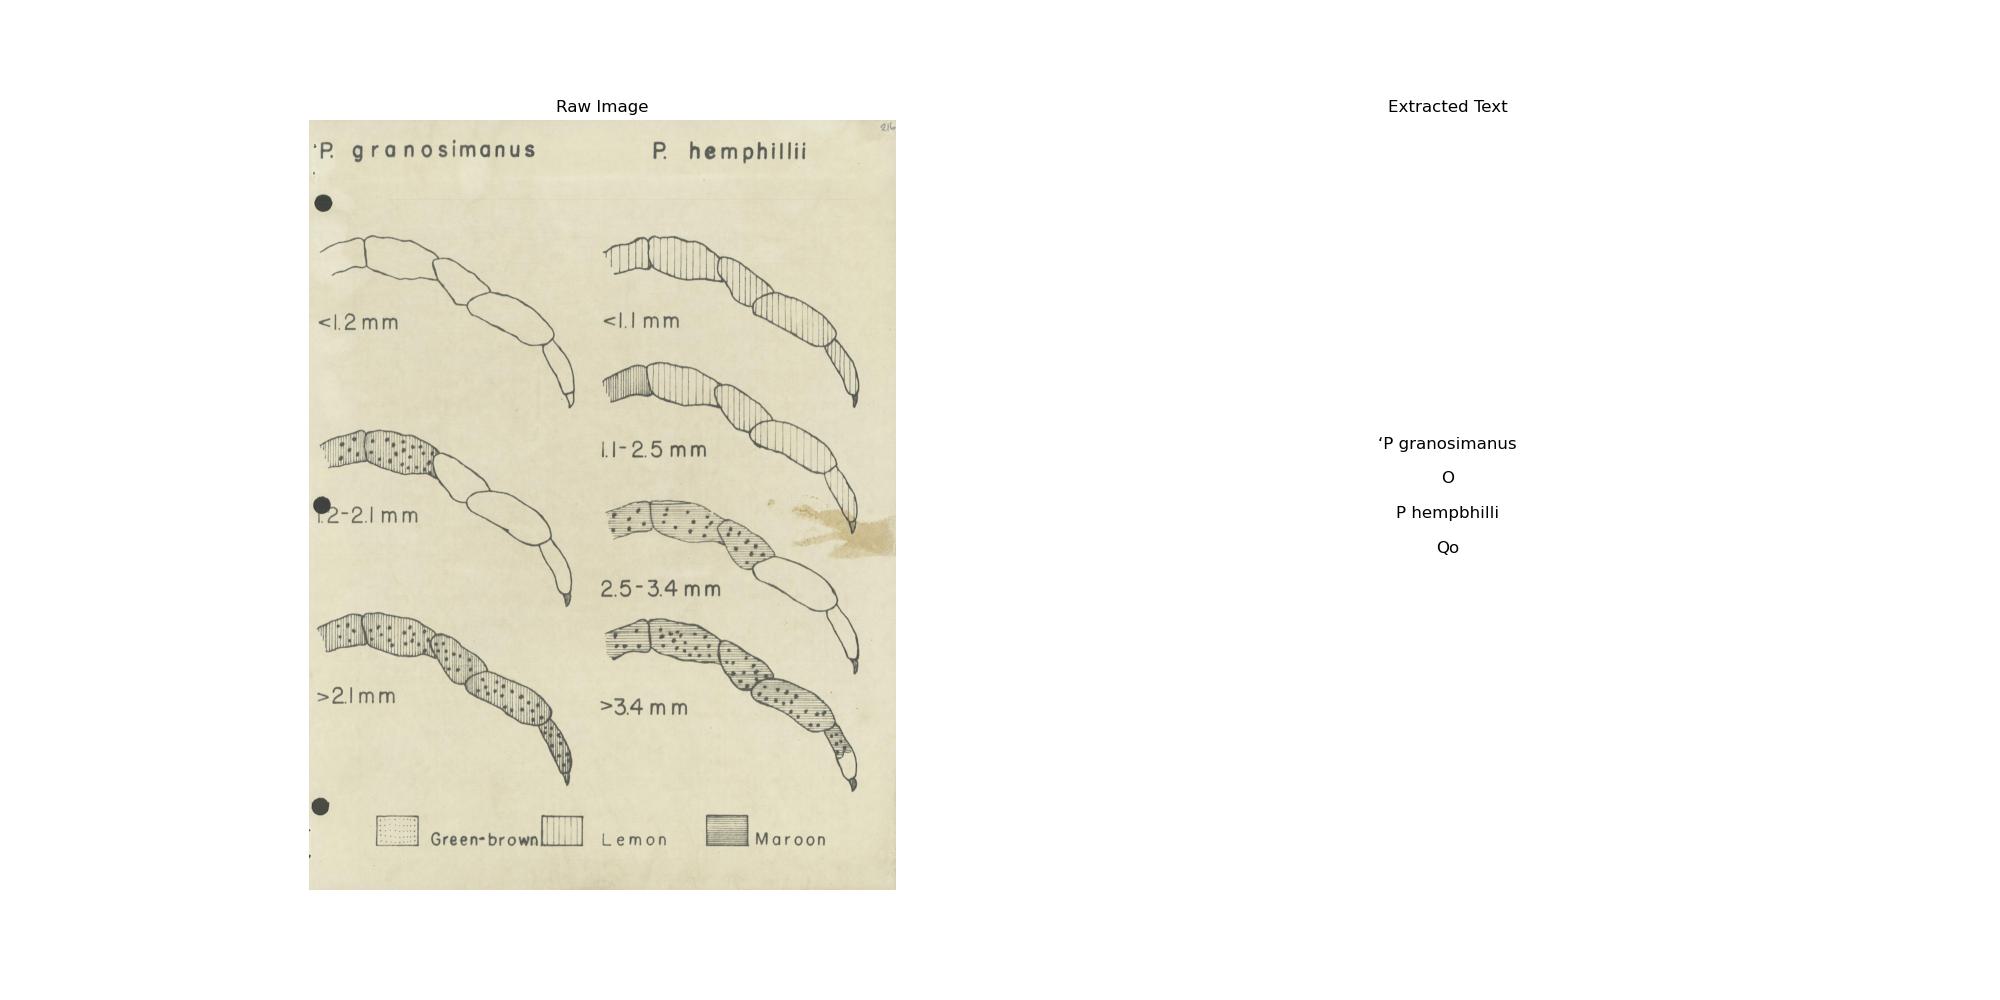 Raw Image
216
P. granosimanus P. hemphillii
<1.2 mm <1.1 mm
1.1-2.5 mm
1.2-2.1 mm
2.5-3.4 mm
>2.1 mm >3.4 mm
Green-brown Lemon Maroon
Extracted Text
‘P granosimanus
O
P hempbhilli
Qo